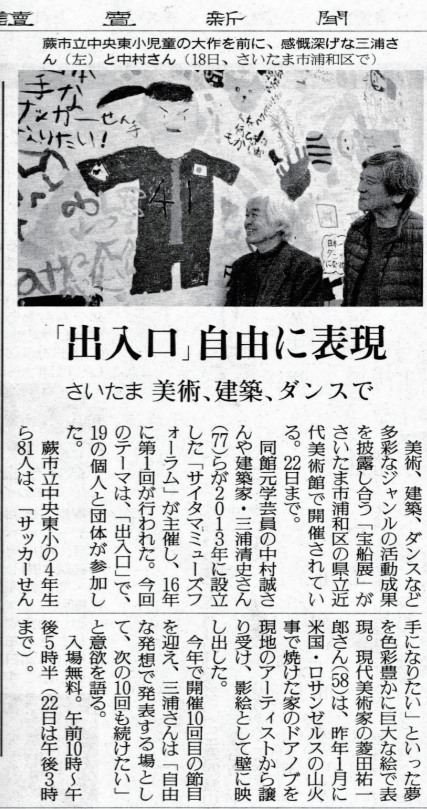 讀賣新聞
蕨市立中央東小児童の大作を前に、感慨深げな三浦さ
ん（左）と中村さん（18日、さいたま市浦和区で）
サッカーせん手
なりたい！
「出入口」自由に表現
さいたま 美術、建築、ダンスで
美術、建築、ダンスなど
多彩なジャンルの活動成果
を披露し合う「宝船展」が
さいたま市浦和区の県立近
代美術館で開催されてい
る。22日まで。
同館元学芸員の中村誠さ
んや建築家・三浦清史さん
(77)らが2013年に設立
した「サイタマミューズフ
ォーラム」が主催し、16年
に第1回が行われた。今回
のテーマは、「出入口」で、
19の個人と団体が参加し
た。
蕨市立中央東小の4年生
ら81人は、「サッカーせん
手になりたい」といった夢
を色彩豊かに巨大な絵で表
現。現代美術家の菱田祐一
郎さん(58)は、昨年1月に
米国・ロサンゼルスの山火
事で焼けた家のドアノブを
現地のアーティストから譲
り受け、影絵として壁に映
し出した。
今年で開催10回目の節目
を迎え、三浦さんは「自由
な発想で発表する場とし
て、次の10回も続けたい」
と意欲を語る。
入場無料。午前10時～午
後5時半（22日は午後3時
まで）。